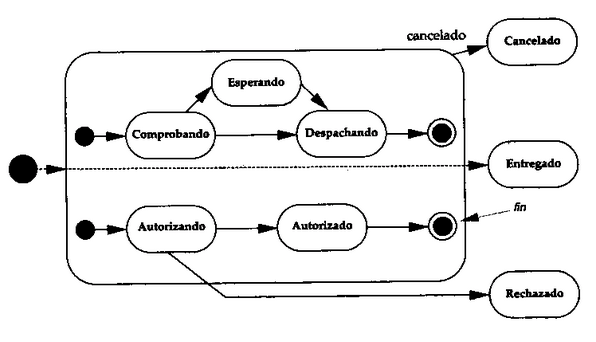 cancelado
Cancelado
Esperando
Comprobando
Despachando
Entregado
fin
Autorizando
Autorizado
Rechazado